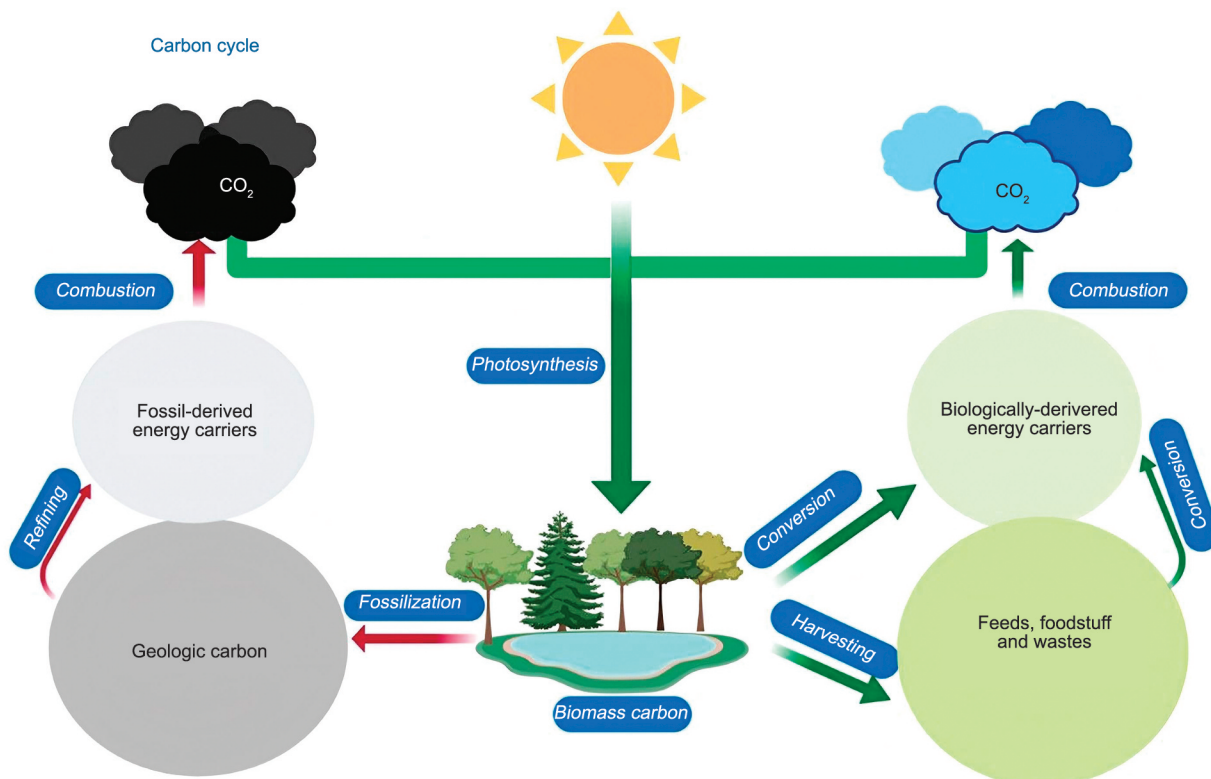 Carbon cycle
CO₂
CO₂
Combustion
Combustion
Photosynthesis
Fossil-derived
energy carriers
Biologically-derived
energy carriers
Refining
Conversion
Conversion
Fossilization
Harvesting
Geologic carbon
Feeds, foodstuff
and wastes
Biomass carbon